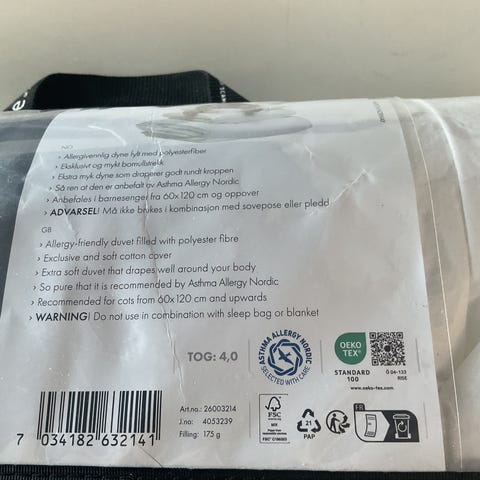 NO
› Allergivennlig dyne fylt med polyesterfiber
› Eksklusivt og mykt bomullstrekk
› Ekstra myk dyne som draperer godt rundt kroppen
› Så ren at den er anbefalt av Asthma Allergy Nordic
› Anbefales i barnesenger fra 60x120 cm og oppover
› ADVARSEL! Må ikke brukes i kombinasjon med sovepose eller pledd
GB
› Allergy-friendly duvet filled with polyester fibre
› Exclusive and soft cotton cover
› Extra soft duvet that drapes well around your body
› So pure that it is recommended by Asthma Allergy Nordic
› Recommended for cots from 60x120 cm and upwards
› WARNING! Do not use in combination with sleep bag or blanket
TOG: 4,0
ASTHMA ALLERGY NORDIC
SELECTED WITH CARE
OEKO
TEX®
STANDARD
100
Ö 04-133
RISE
www.oeko-tex.com
Art.no.: 26003214
J.no: 4053239
Filling: 175 g
7 034182 632141
FSC
MIX
21
PAP
FR